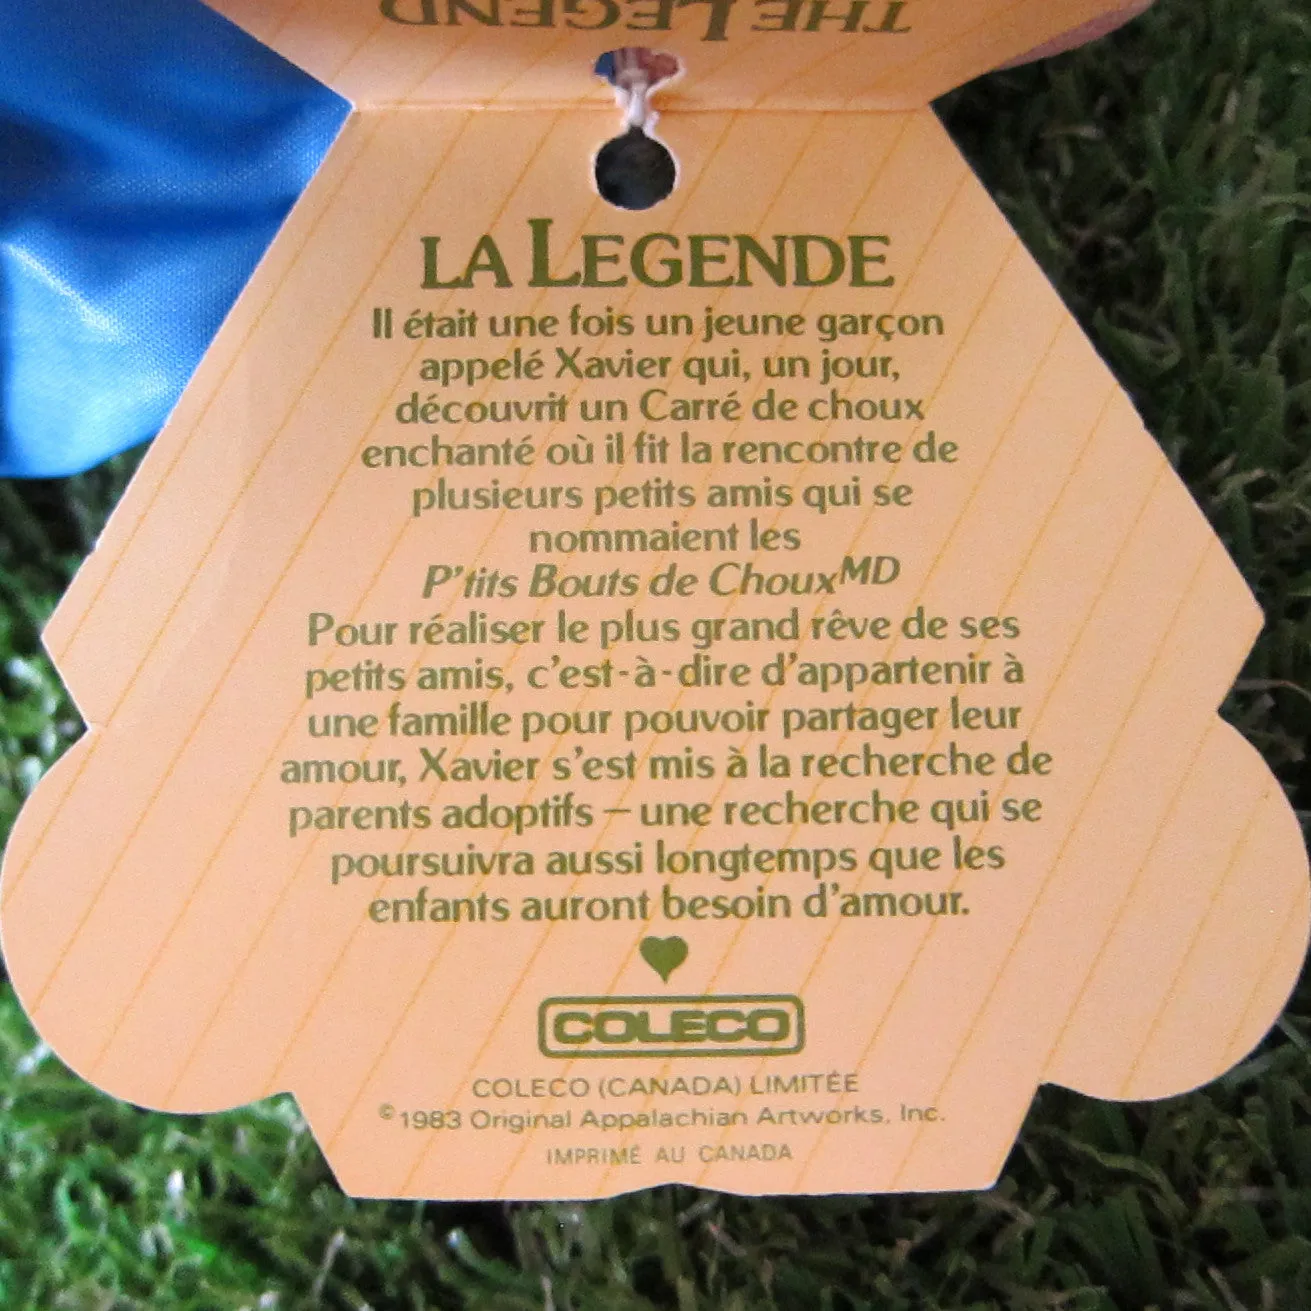 THE LEGEND
LA LEGENDE
Il était une fois un jeune garçon
appelé Xavier qui, un jour,
découvrit un Carré de choux
enchanté où il fit la rencontre de
plusieurs petits amis qui se
nommaient les
P'tits Bouts de Choux MD
Pour réaliser le plus grand rêve de ses
petits amis, c'est-à-dire d'appartenir à
une famille pour pouvoir partager leur
amour, Xavier s'est mis à la recherche de
parents adoptifs — une recherche qui se
poursuivra aussi longtemps que les
enfants auront besoin d'amour.
COLECO
COLECO (CANADA) LIMITÉE
© 1983 Original Appalachian Artworks, Inc.
IMPRIMÉ AU CANADA